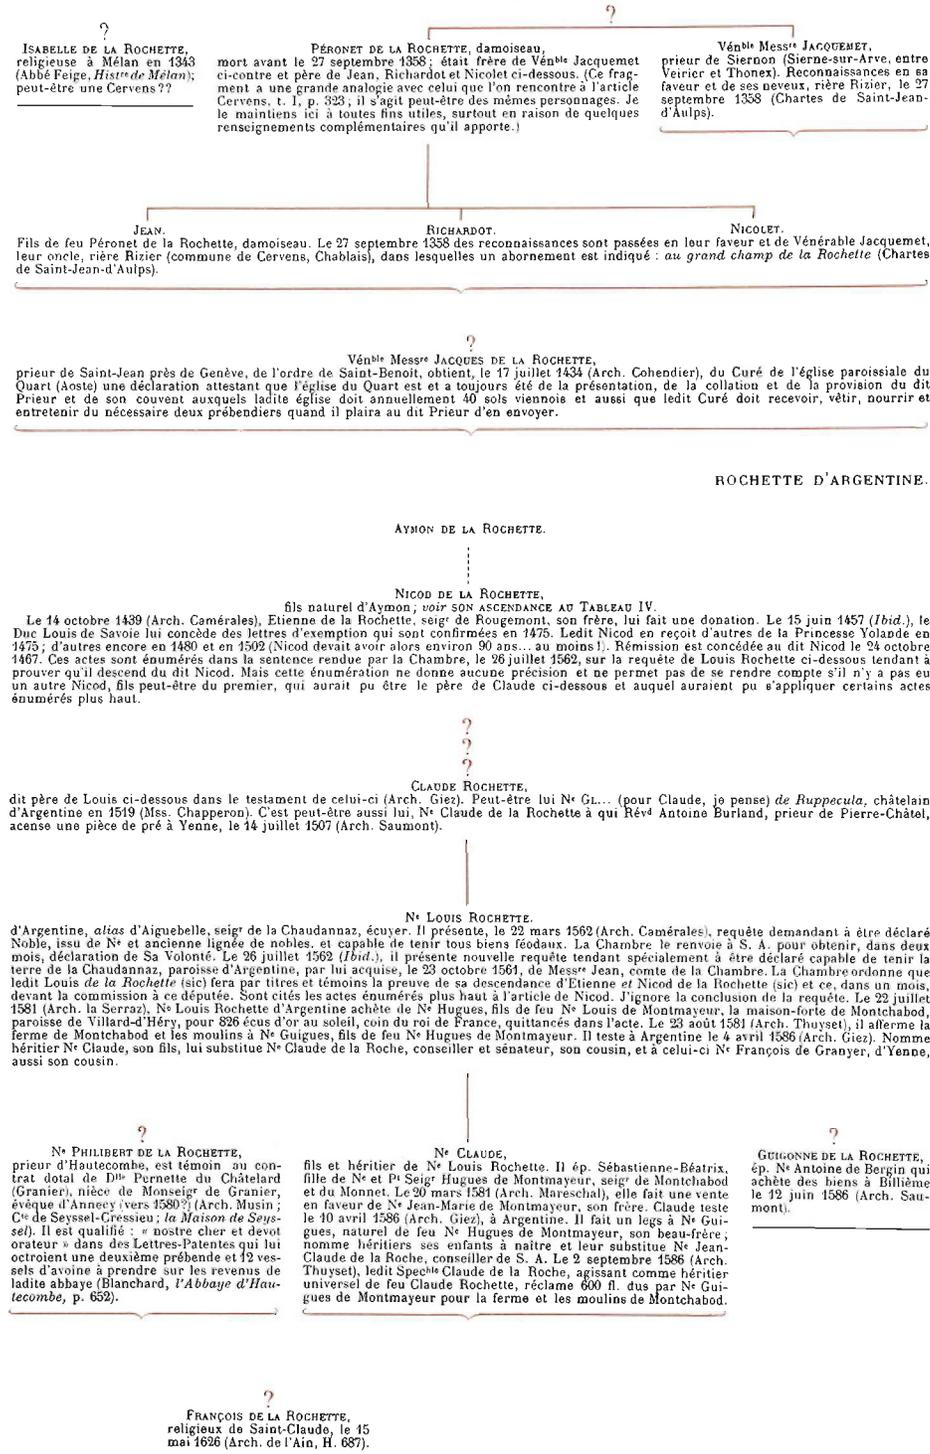 ?
ISABELLE DE LA ROCHETTE,
religieuse à Mélan en 1343
(Abbé Feige, Histre de Mélan);
peut-être une Cervens??
?
PÉRONET DE LA ROCHETTE, damoiseau,
mort avant le 27 septembre 1358; était frère de Vénble Jacquemet
ci-contre et père de Jean, Richardot et Nicolet ci-dessous. (Ce frag-
ment a une grande analogie avec celui que l'on rencontre à l'article
Cervens, t. I, p. 323; il s'agit peut-être des mêmes personnages. Je
le maintiens ici à toutes fins utiles, surtout en raison de quelques
renseignements complémentaires qu'il apporte.)
Vénble Messre JACQUEMET,
prieur de Siernon (Sierne-sur-Arve, entre
Veirier et Thonex). Reconnaissances en sa
faveur et de ses neveux, rière Rizier, le 27
septembre 1358 (Chartes de Saint-Jean-
d'Aulps).
JEAN. RICHARDOT. NICOLET.
Fils de feu Péronet de la Rochette, damoiseau. Le 27 septembre 1358 des reconnaissances sont passées en leur faveur et de Vénérable Jacquemet,
leur oncle, rière Rizier (commune de Cervens, Chablais), dans lesquelles un abornement est indiqué : au grand champ de la Rochette (Chartes
de Saint-Jean-d'Aulps).
?
Vénble Messre JACQUES DE LA ROCHETTE,
prieur de Saint-Jean près de Genève, de l'ordre de Saint-Benoit, obtient, le 17 juillet 1434 (Arch. Cohendier), du Curé de l'église paroissiale du
Quart (Aoste) une déclaration attestant que l'église du Quart est et a toujours été de la présentation, de la collation et de la provision du dit
Prieur et de son couvent auxquels ladite église doit annuellement 40 sols viennois et aussi que ledit Curé doit recevoir, vêtir, nourrir et
entretenir du nécessaire deux prébendiers quand il plaira au dit Prieur d'en envoyer.
ROCHETTE D'ARGENTINE.
AYMON DE LA ROCHETTE.
NICOD DE LA ROCHETTE,
fils naturel d'Aymon; voir SON ASCENDANCE AU TABLEAU IV.
Le 14 octobre 1439 (Arch. Camérales), Etienne de la Rochette, seigr de Rougemont, son frère, lui fait une donation. Le 15 juin 1457 (Ibid.), le
Duc Louis de Savoie lui concède des lettres d'exemption qui sont confirmées en 1475. Ledit Nicod en reçoit d'autres de la Princesse Yolande en
1475; d'autres encore en 1480 et en 1502 (Nicod devait avoir alors environ 90 ans... au moins!). Rémission est concédée au dit Nicod le 24 octobre
1467. Ces actes sont énumérés dans la sentence rendue par la Chambre, le 26 juillet 1562, sur la requête de Louis Rochette ci-dessous tendant à
prouver qu'il descend du dit Nicod. Mais cette énumération ne donne aucune précision et ne permet pas de se rendre compte s'il n'y a pas eu
un autre Nicod, fils peut-être du premier, qui aurait pu être le père de Claude ci-dessous et auquel auraient pu s'appliquer certains actes
énumérés plus haut.
?
?
?
CLAUDE ROCHETTE,
dit père de Louis ci-dessous dans le testament de celui-ci (Arch. Giez). Peut-être lui Ne GL... (pour Claude, je pense) de Ruppecula, châtelain
d'Argentine en 1519 (Mss. Chapperon). C'est peut-être aussi lui, Ne Claude de la Rochette à qui Révd Antoine Burland, prieur de Pierre-Châtel,
acense une pièce de pré à Yenne, le 14 juillet 1507 (Arch. Saumont).
Ne LOUIS ROCHETTE.
d'Argentine, alias d'Aiguebelle, seigr de la Chaudannaz, écuyer. Il présente, le 22 mars 1562 (Arch. Camérales), requête demandant à être déclaré
Noble, issu de Ne et ancienne lignée de nobles. et capable de tenir tous biens féodaux. La Chambre le renvoie à S. A. pour obtenir, dans deux
mois, déclaration de Sa Volonté. Le 26 juillet 1562 (Ibid.), il présente nouvelle requête tendant spécialement à être déclaré capable de tenir la
terre de la Chaudannaz, paroisse d'Argentine, par lui acquise, le 23 octobre 1561, de Messre Jean, comte de la Chambre. La Chambre ordonne que
ledit Louis de la Rochette (sic) fera par titres et témoins la preuve de sa descendance d'Etienne et Nicod de la Rochette (sic) et ce, dans un mois,
devant la commission à ce députée. Sont cités les actes énumérés plus haut à l'article de Nicod. J'ignore la conclusion de la requête. Le 22 juillet
1581 (Arch. la Serraz), Ne Louis Rochette d'Argentine achète de Ne Hugues, fils de feu Ne Louis de Montmayeur, la maison-forte de Montchabod,
paroisse de Villard-d'Héry, pour 826 écus d'or au soleil, coin du roi de France, quittancés dans l'acte. Le 23 août 1581 (Arch. Thuyset), il afferme la
ferme de Montchabod et les moulins à Ne Guigues, fils de feu Ne Hugues de Montmayeur. Il teste à Argentine le 4 avril 1586 (Arch. Giez). Nomme
héritier Ne Claude, son fils, lui substitue Ne Claude de la Roche, conseiller et sénateur, son cousin, et à celui-ci Ne François de Granyer, d'Yenne,
aussi son cousin.
?
Ne PHILIBERT DE LA ROCHETTE,
prieur d'Hautecombe, est témoin au con-
trat dotal de Dlle Pernette du Châtelard
(Granier), nièce de Monseigr de Granier,
évêque d'Annecy (vers 1580?) (Arch. Musin;
Cte de Seyssel-Cressieu; la Maison de Seys-
sel). Il est qualifié : « nostre cher et devot
orateur » dans des Lettres-Patentes qui lui
octroient une deuxième prébende et 12 ves-
sels d'avoine à prendre sur les revenus de
ladite abbaye (Blanchard, l'Abbaye d'Hau-
tecombe, p. 652).
Ne CLAUDE,
fils et héritier de Ne Louis Rochette. Il ép. Sébastienne-Béatrix,
fille de Ne et Pt Seigr Hugues de Montmayeur, seigr de Montchabod
et du Monnet. Le 20 mars 1581 (Arch. Mareschal), elle fait une vente
en faveur de Ne Jean-Marie de Montmayeur, son frère. Claude teste
le 10 avril 1586 (Arch. Giez), à Argentine. Il fait un legs à Ne Gui-
gues, naturel de feu Ne Hugues de Montmayeur, son beau-frère;
nomme héritiers ses enfants à naître et leur substitue Ne Jean-
Claude de la Roche, conseiller de S. A. Le 2 septembre 1586 (Arch.
Thuyset), ledit Specble Claude de la Roche, agissant comme héritier
universel de feu Claude Rochette, réclame 600 fl. dus par Ne Gui-
gues de Montmayeur pour la ferme et les moulins de Montchabod.
?
GUIGONNE DE LA ROCHETTE,
ép. Ne Antoine de Bergin qui
achète des biens à Billième
le 12 juin 1586 (Arch. Sau-
mont).
?
FRANÇOIS DE LA ROCHETTE,
religieux de Saint-Claude, le 15
mai 1626 (Arch. de l'Ain, H. 687).